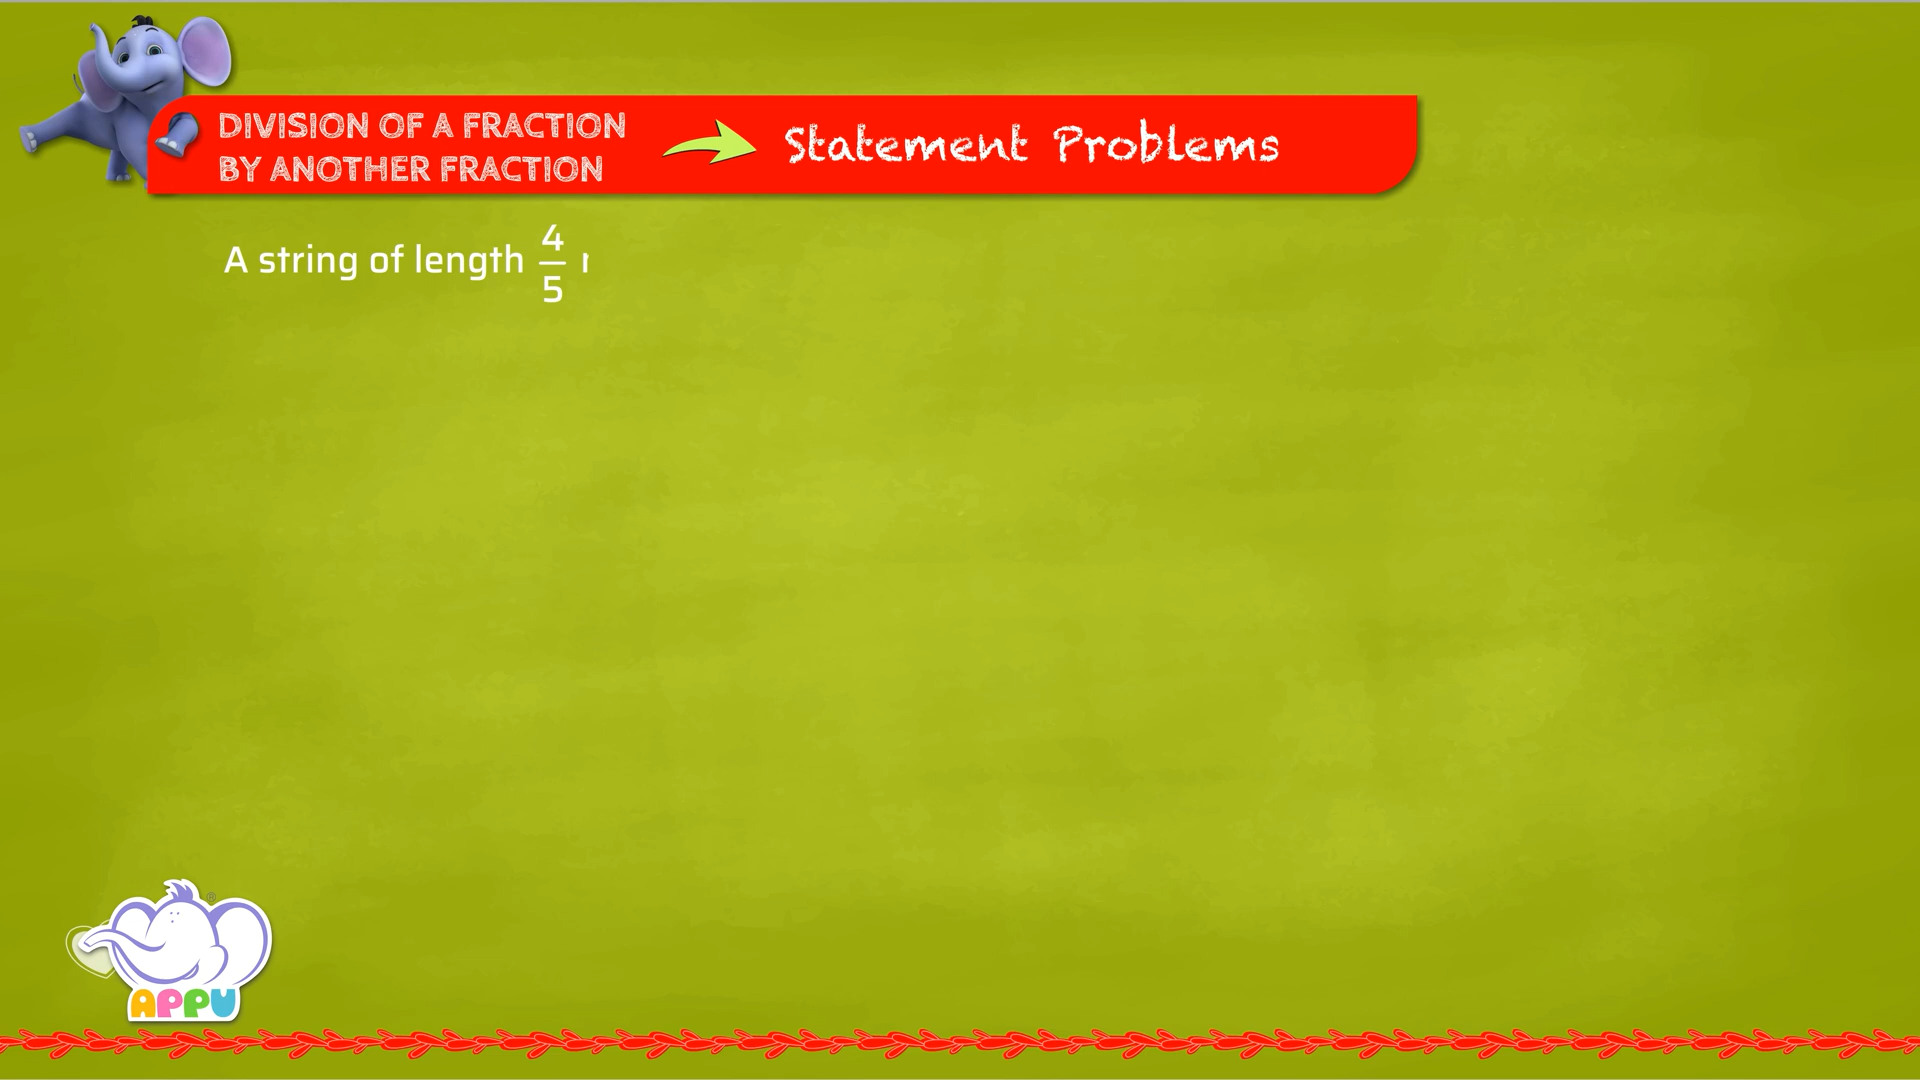 DIVISION OF A FRACTION
BY ANOTHER FRACTION
Statement Problems
A string of length 4/5
APPU